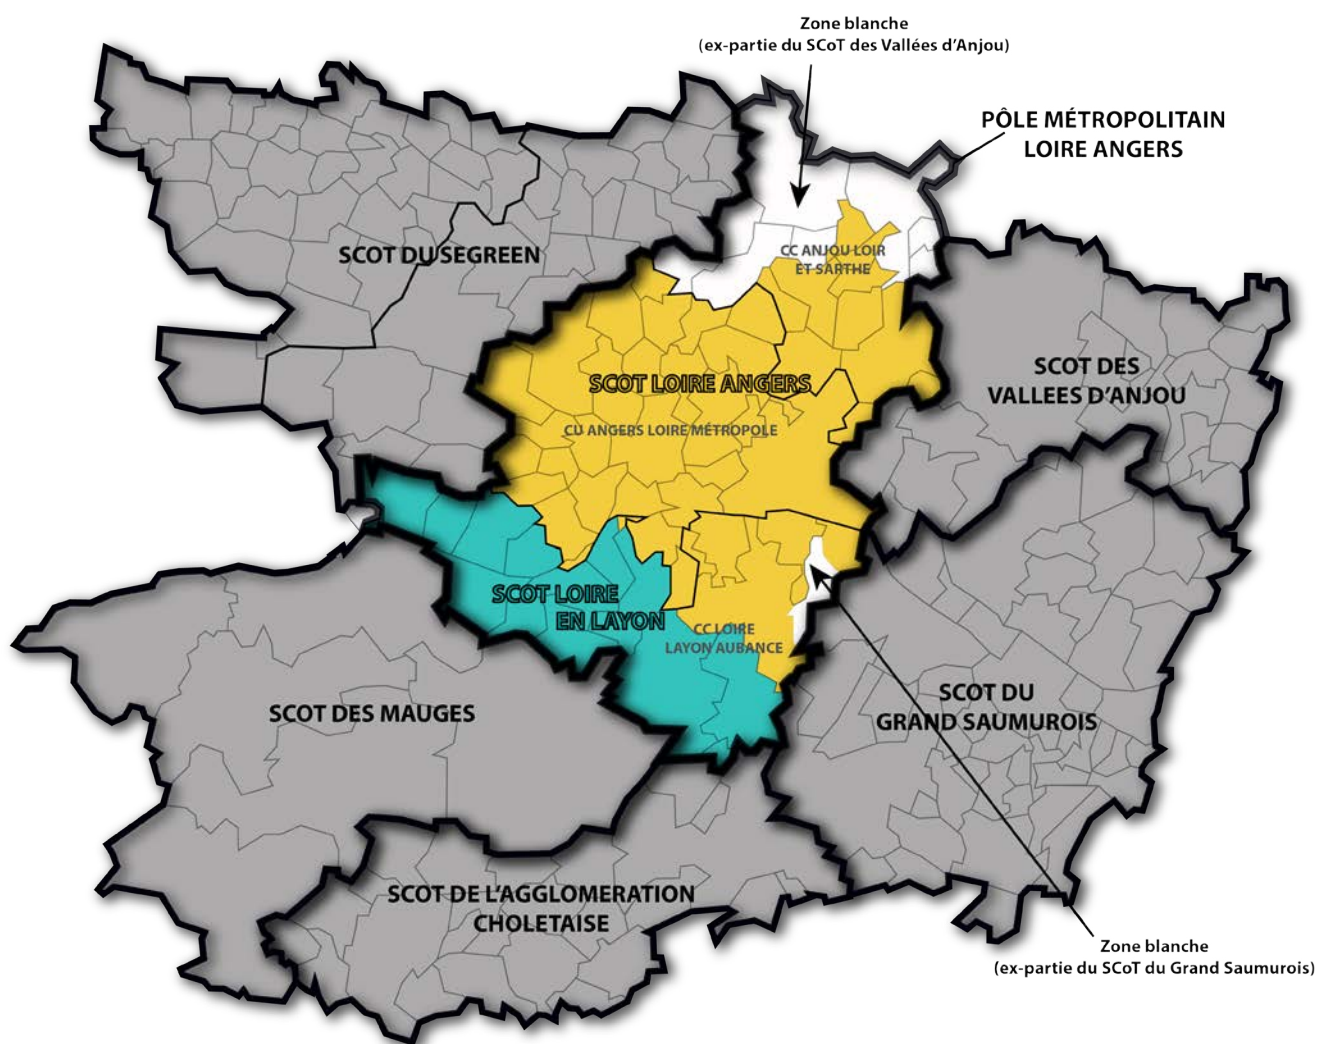 Zone blanche
(ex-partie du SCoT des Vallées d'Anjou)
PÔLE MÉTROPOLITAIN
LOIRE ANGERS
SCOT DU SEGREEN
CC ANJOU LOIR
ET SARTHE
SCOT DES
VALLEES D'ANJOU
SCOT LOIRE ANGERS
CU ANGERS LOIRE MÉTROPOLE
SCOT LOIRE
EN LAYON
CC LOIRE
LAYON AUBANCE
SCOT DES MAUGES
SCOT DU
GRAND SAUMUROIS
SCOT DE L'AGGLOMERATION
CHOLETAISE
Zone blanche
(ex-partie du SCoT du Grand Saumurois)